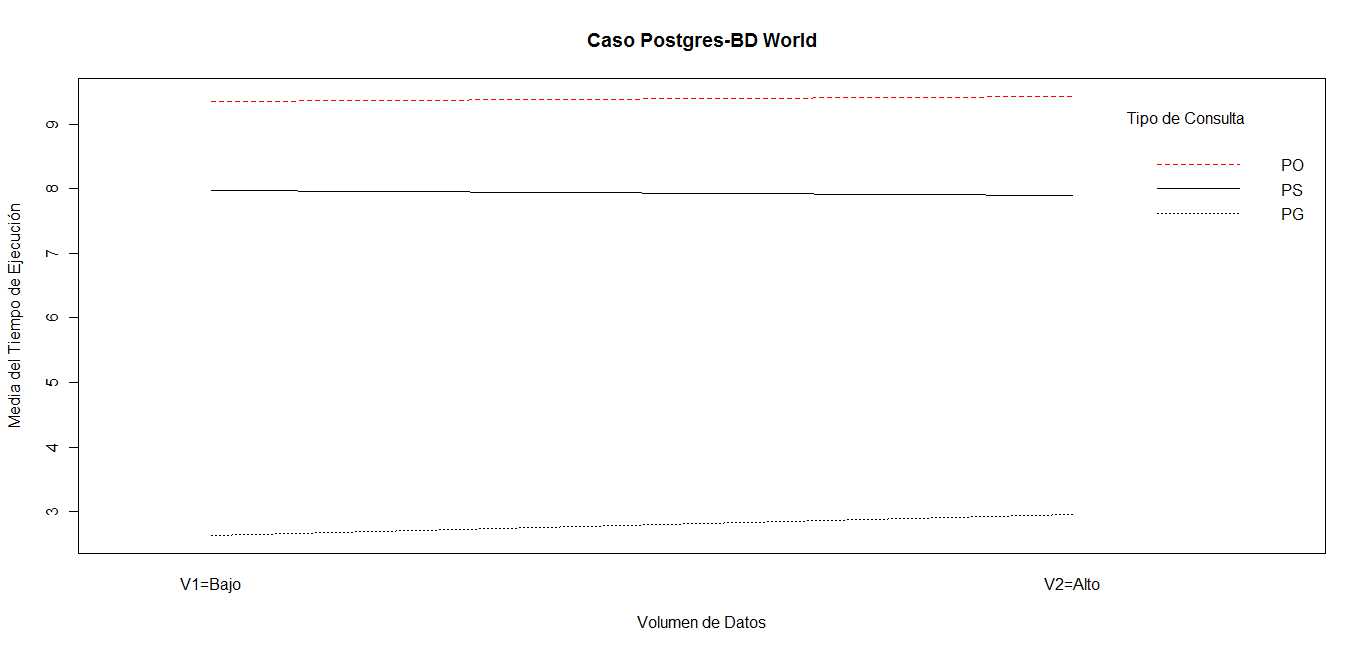 Caso Postgres-BD World
Media del Tiempo de Ejecución
9
8
7
6
5
4
3
Tipo de Consulta
PO
PS
PG
V1=Bajo
V2=Alto
Volumen de Datos